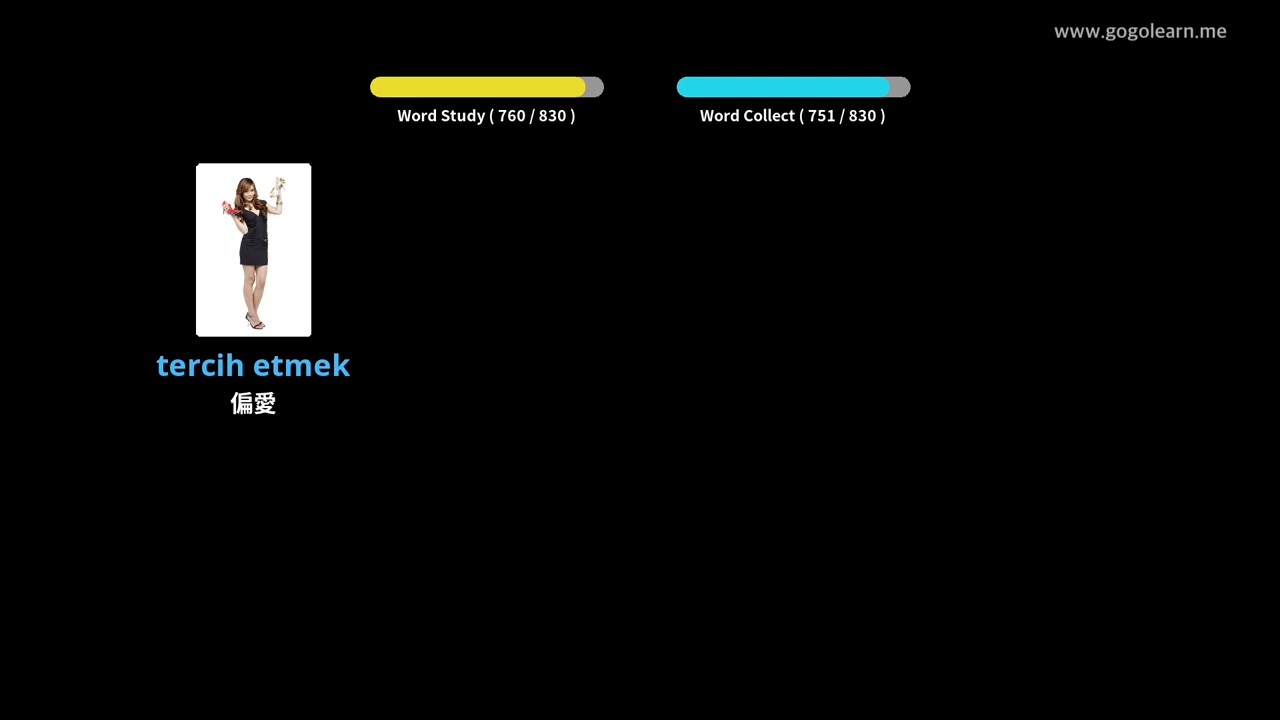 www.gogolearn.me
Word Study ( 760 / 830 )
Word Collect ( 751 / 830 )
tercih etmek
偏愛